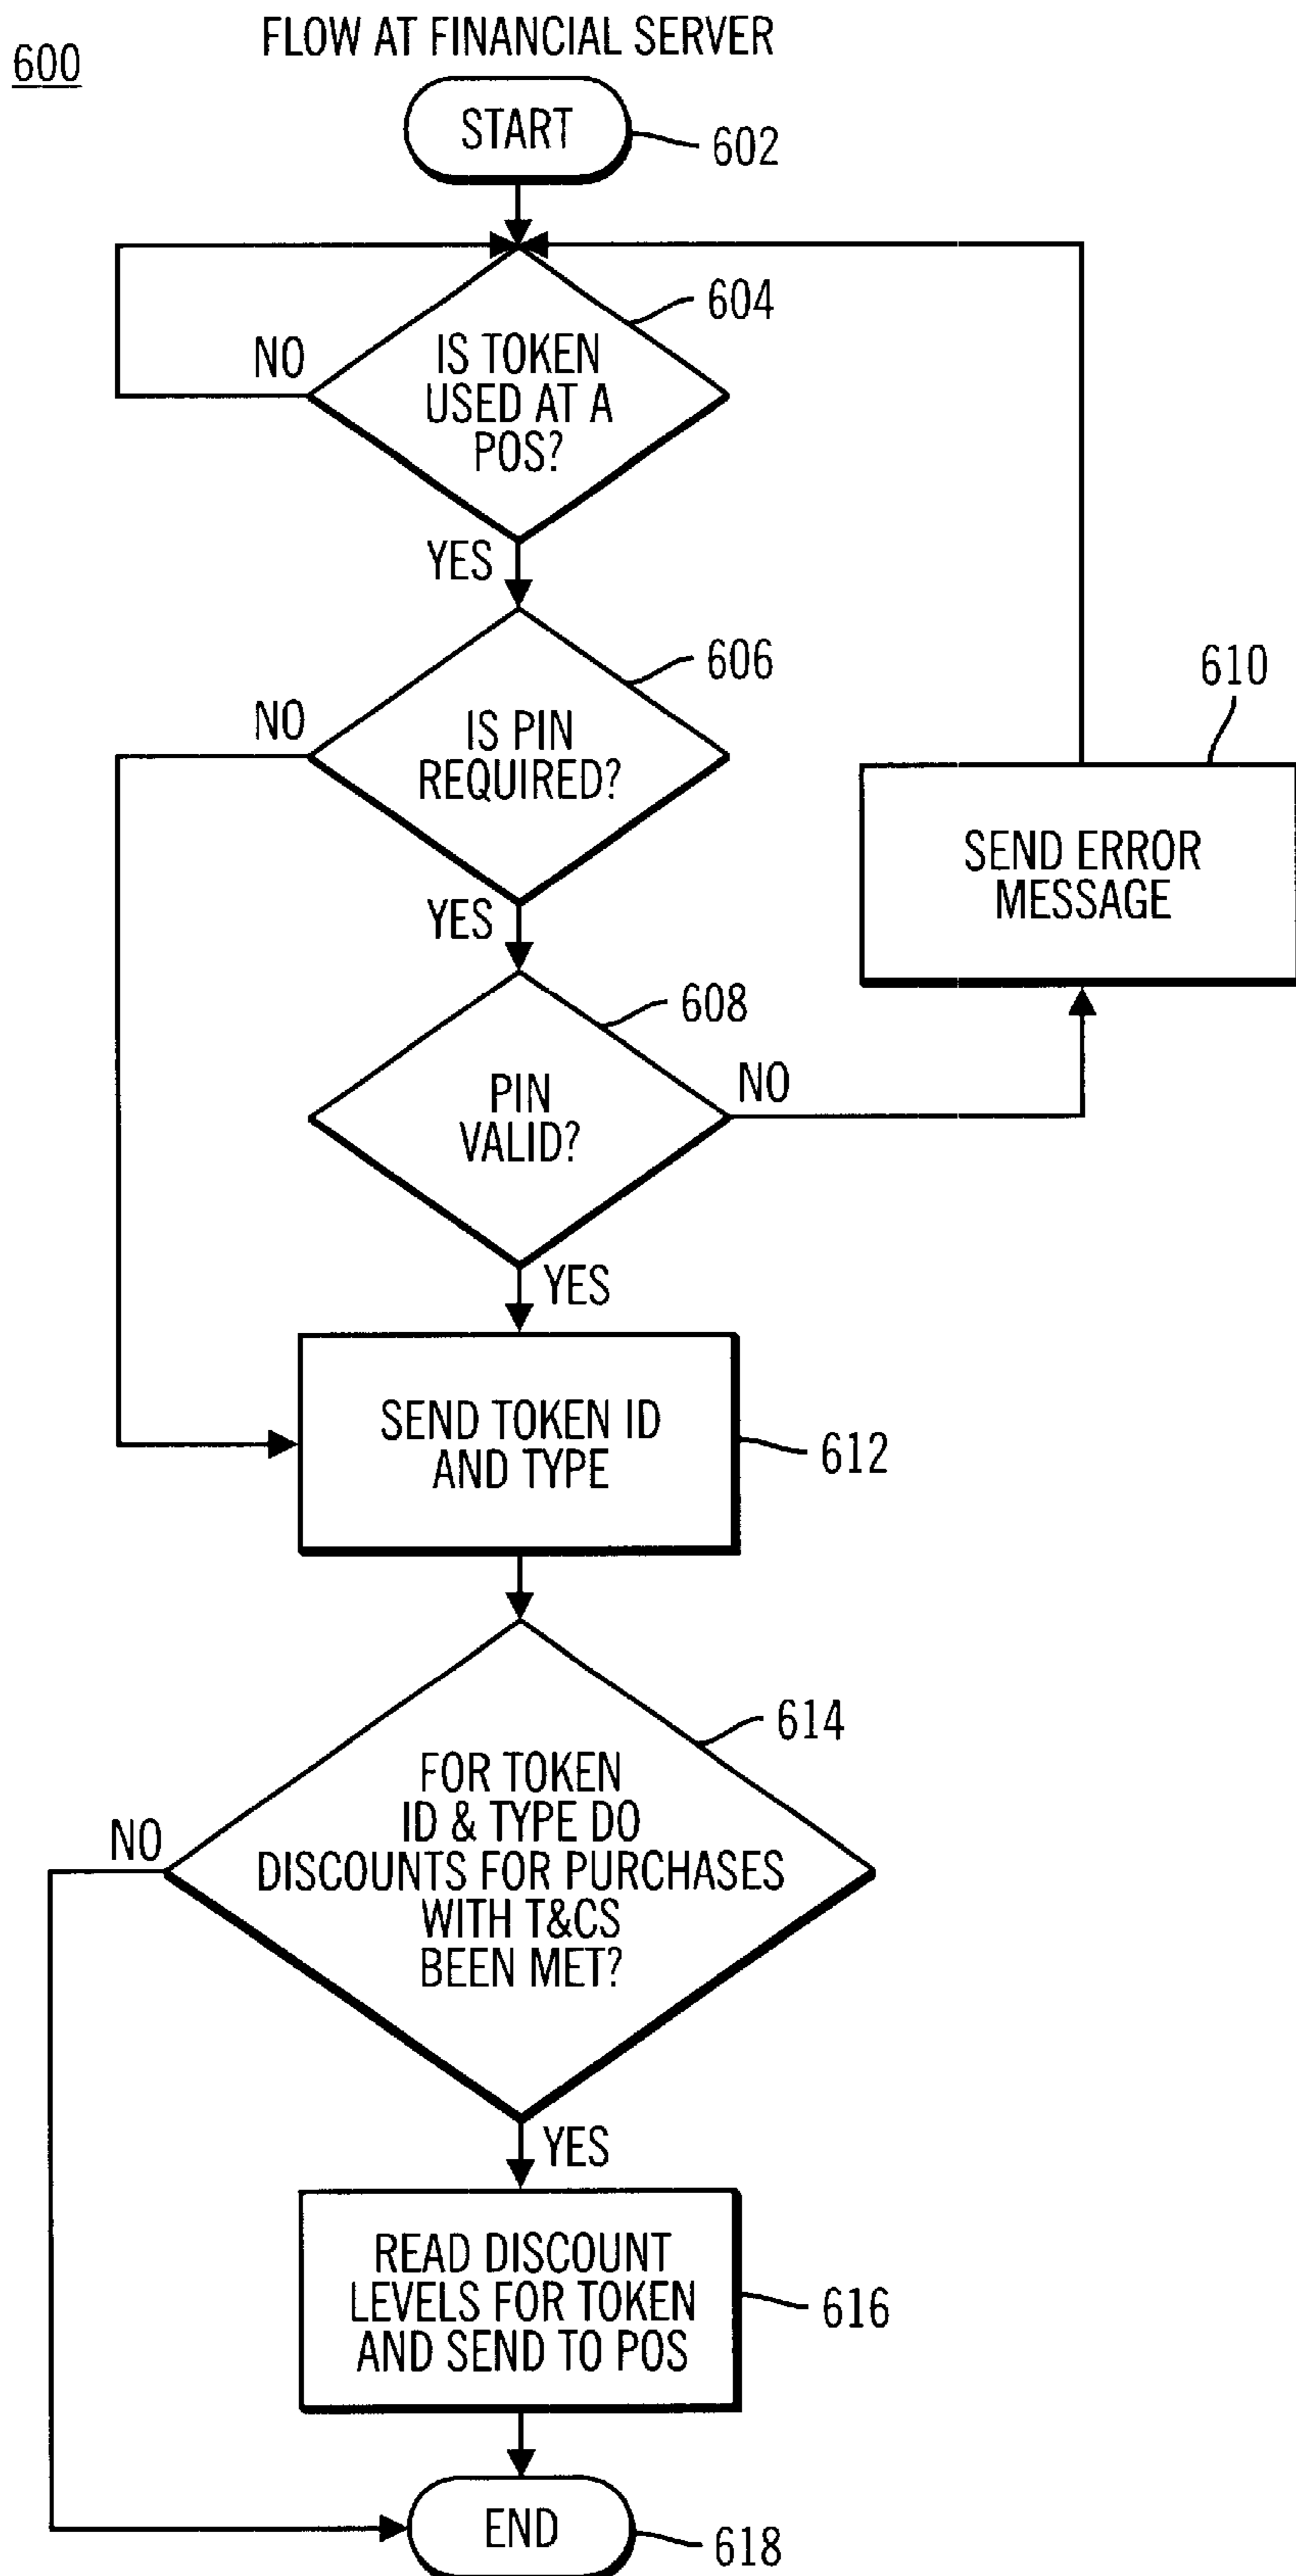 FLOW AT FINANCIAL SERVER
600
START
602
604
NO
IS TOKEN
USED AT A
POS?
YES
606
610
NO
IS PIN
REQUIRED?
SEND ERROR
MESSAGE
YES
608
NO
PIN
VALID?
YES
SEND TOKEN ID
AND TYPE
612
614
FOR TOKEN
ID & TYPE DO
NO
DISCOUNTS FOR PURCHASES
WITH T&CS
BEEN MET?
YES
READ DISCOUNT
LEVELS FOR TOKEN
AND SEND TO POS
616
END
618